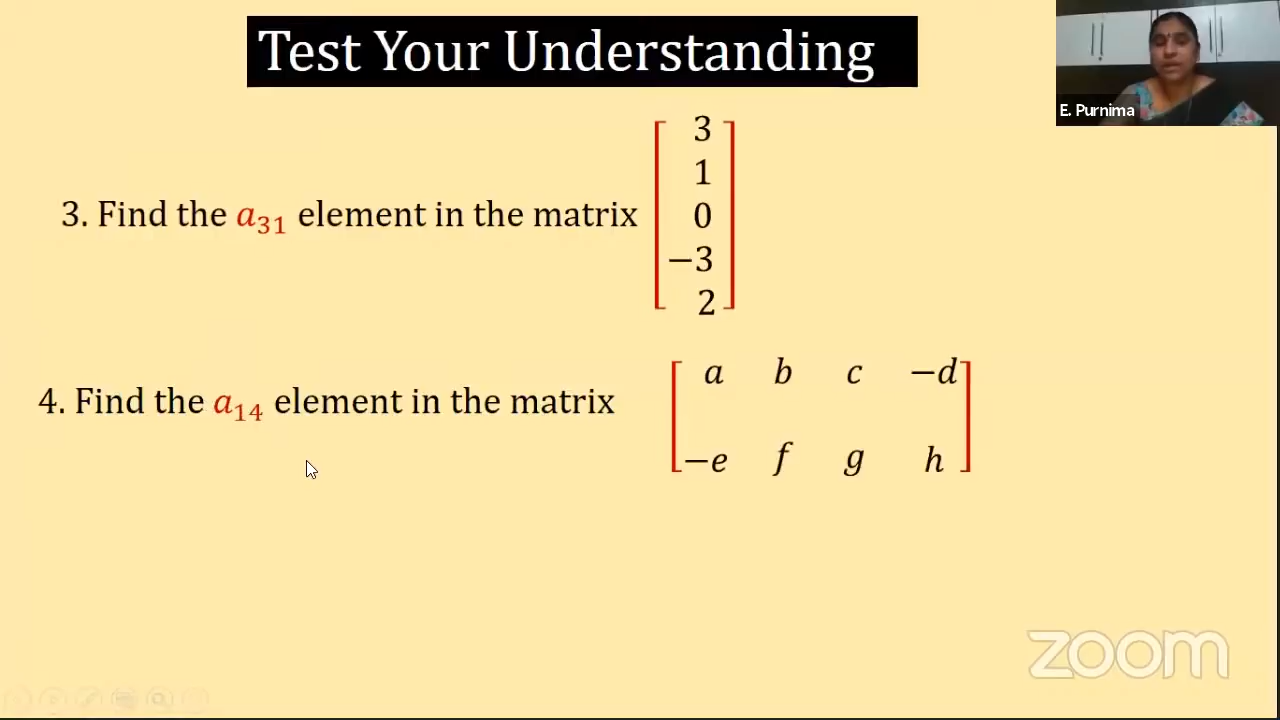 Test Your Understanding
E. Purnima
3. Find the a₃₁ element in the matrix
3
1
0
−3
2
4. Find the a₁₄ element in the matrix
a b c −d
−e f g h
zoom